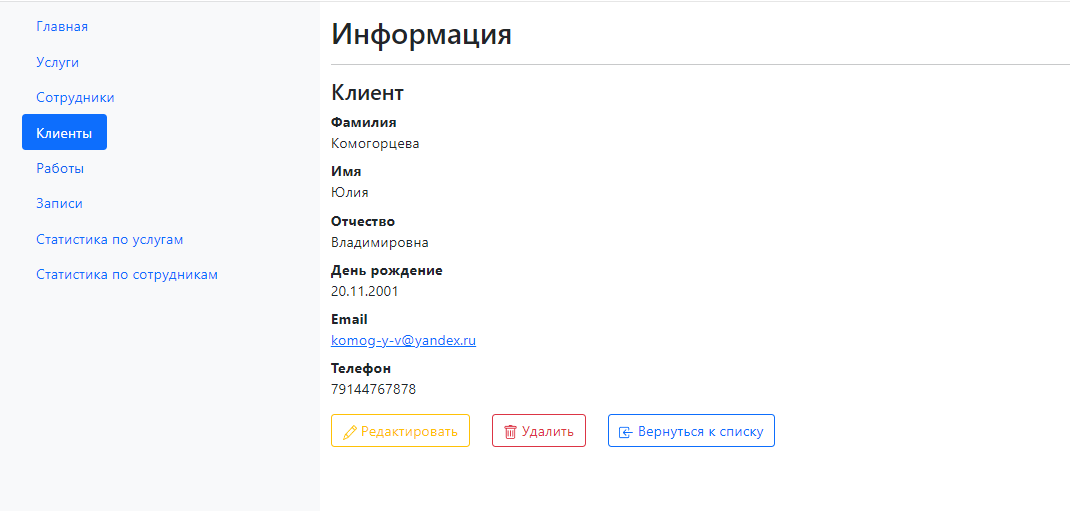 Главная
Услуги
Сотрудники
Клиенты
Работы
Записи
Статистика по услугам
Статистика по сотрудникам
Информация
Клиент
Фамилия
Комогорцева
Имя
Юлия
Отчество
Владимировна
День рождение
20.11.2001
Email
komog-y-v@yandex.ru
Телефон
79144767878
Редактировать
Удалить
Вернуться к списку